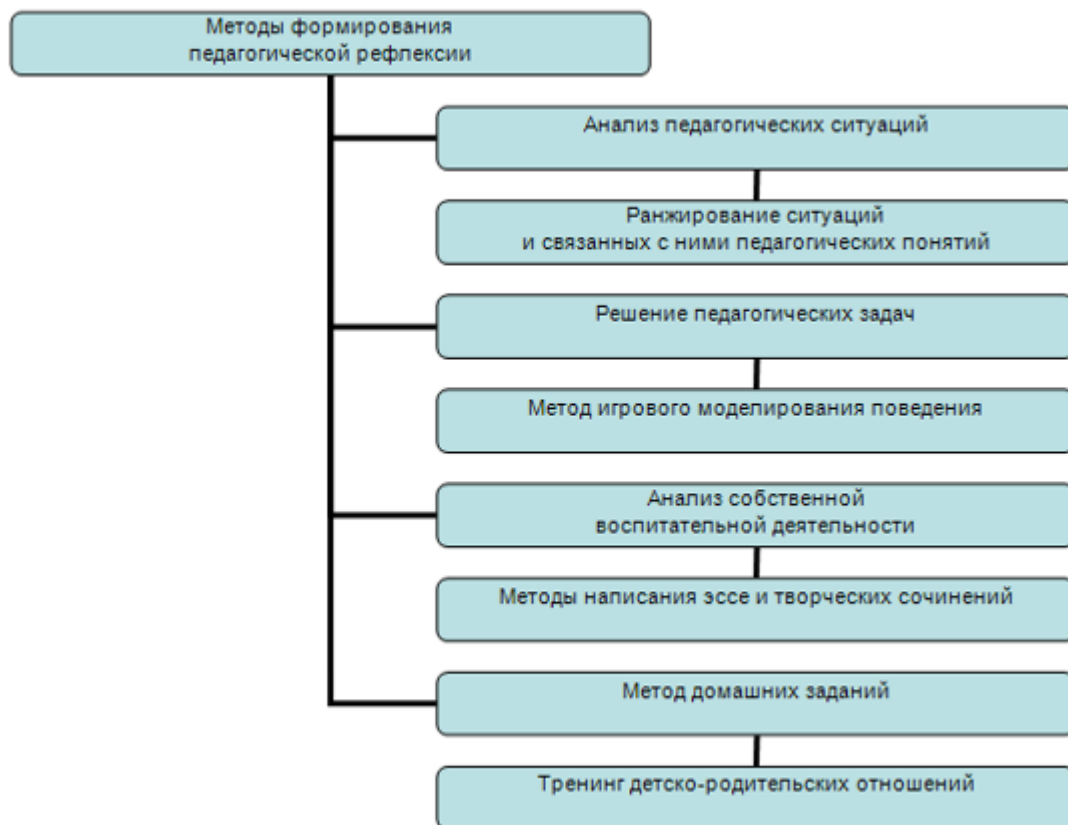 Методы формирования
педагогической рефлексии
Анализ педагогических ситуаций
Ранжирование ситуаций
и связанных с ними педагогических понятий
Решение педагогических задач
Метод игрового моделирования поведения
Анализ собственной
воспитательной деятельности
Методы написания эссе и творческих сочинений
Метод домашних заданий
Тренинг детско-родительских отношений